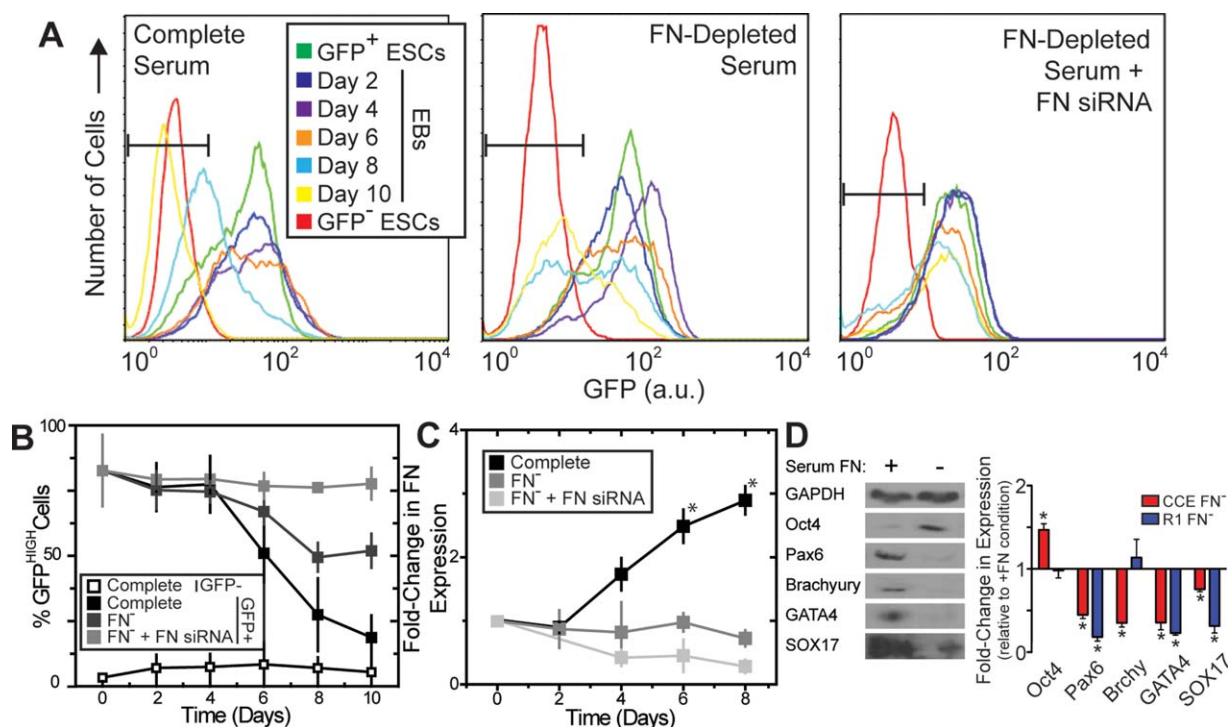 A
Complete
Serum
GFP+ ESCs
Day 2
Day 4
Day 6
Day 8
Day 10
EBs
GFP- ESCs
FN-Depleted
Serum
FN-Depleted
Serum +
FN siRNA
Number of Cells
10^0 10^2 10^4
10^0 10^2 10^4
10^0 10^2 10^4
GFP (a.u.)
B
% GFP^HIGH Cells
100
50
0
Complete GFP-
Complete
FN-
FN- + FN siRNA
GFP+
0 2 4 6 8 10
Time (Days)
C
Fold-Change in FN
Expression
4
2
0
Complete
FN-
FN- + FN siRNA
* *
0 2 4 6 8
Time (Days)
D
Serum FN: + -
GAPDH
Oct4
Pax6
Brachyury
GATA4
SOX17
Fold-Change in Expression
(relative to +FN condition)
2
1
0
CCE FN-
R1 FN-
*
* * * * * * *
Oct4
Pax6
Brchy
GATA4
SOX17